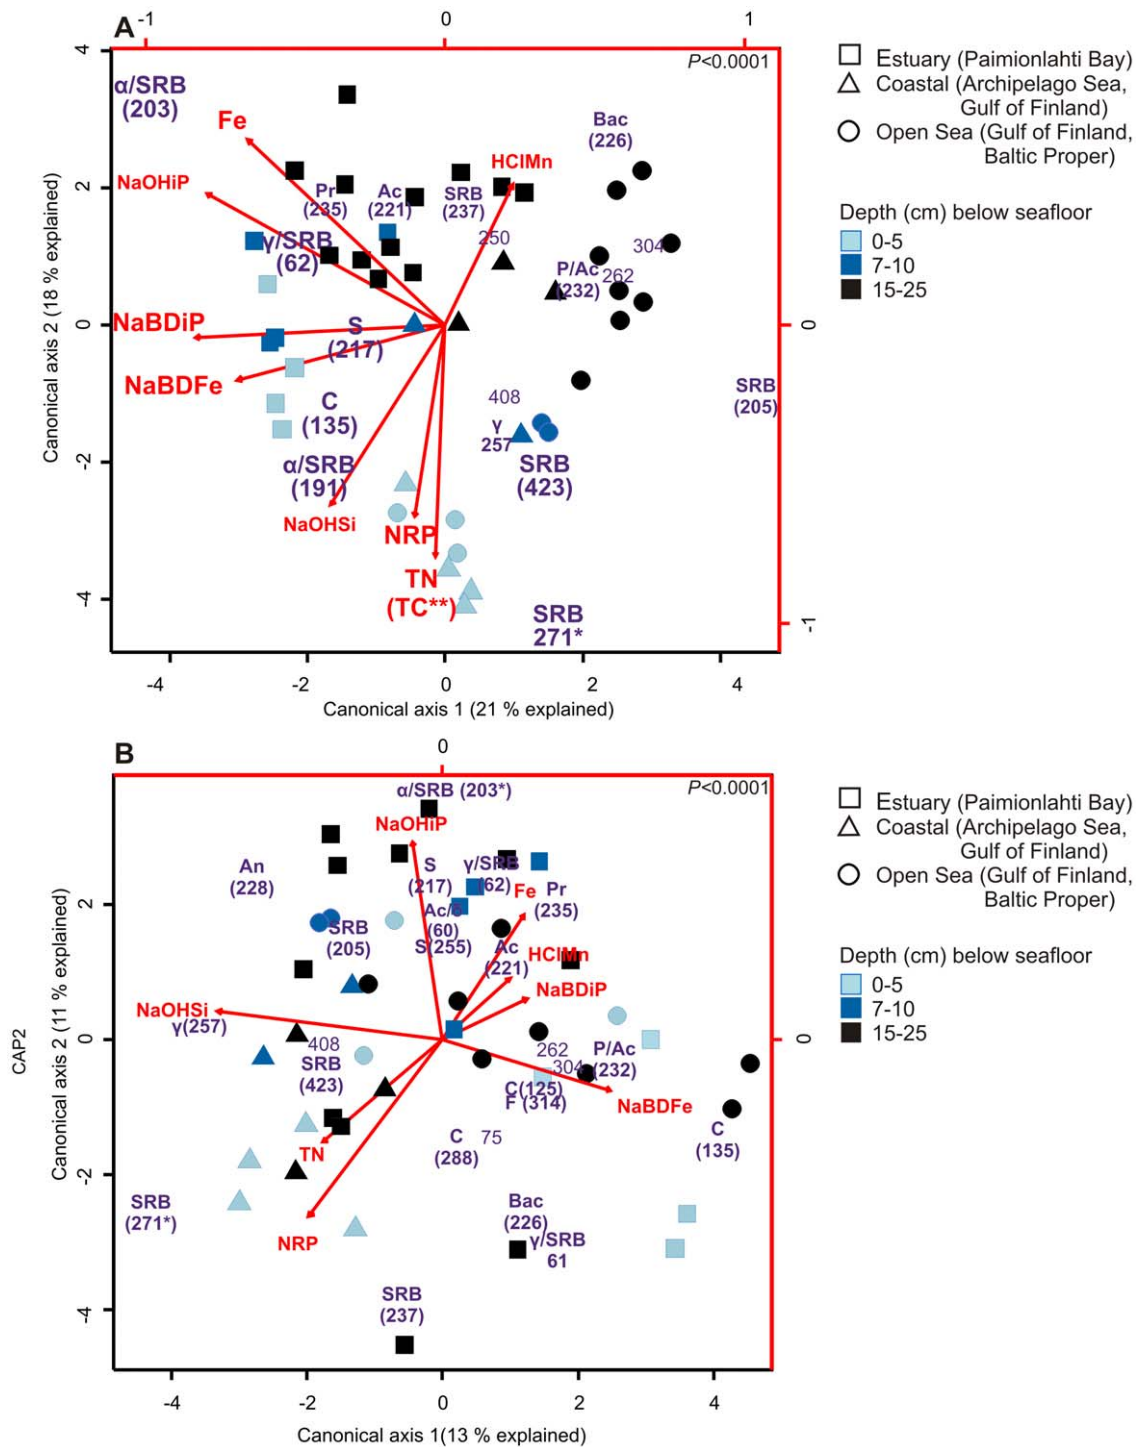 A
-1
0
1
P<0.0001
4
2
0
-2
-4
Canonical axis 2 (18 % explained)
α/SRB
(203)
Fe
NaOHiP
Pr
(235)
Ac
(221)
SRB
(237)
HClMn
Bac
(226)
250
304
P/Ac
(232)
262
γ/SRB
(62)
NaBDiP
S
(217)
NaBDFe
C
(135)
408
γ
257
SRB
(205)
SRB
(423)
α/SRB
(191)
NaOHSi
NRP
TN
(TC**)
SRB
271*
0
-1
-4
-2
0
2
4
Canonical axis 1 (21 % explained)
Estuary (Paimionlahti Bay)
Coastal (Archipelago Sea,
Gulf of Finland)
Open Sea (Gulf of Finland,
Baltic Proper)
Depth (cm) below seafloor
0-5
7-10
15-25
B
0
P<0.0001
2
0
-2
-4
CAP2
Canonical axis 2 (11 % explained)
α/SRB (203*)
NaOHiP
An
(228)
S
(217)
γ/SRB
(62)
Fe
Pr
(235)
SRB
(205)
(60)
S(255)
Ac
(221)
HClMn
NaBDiP
NaOHSi
γ(257)
408
SRB
(423)
262
304
P/Ac
(232)
C(125)
F (314)
NaBDFe
C
(135)
TN
C
(288)
75
SRB
(271*)
NRP
Bac
(226)
γ/SRB
61
SRB
(237)
0
-4
-2
0
2
4
Canonical axis 1(13 % explained)
Estuary (Paimionlahti Bay)
Coastal (Archipelago Sea,
Gulf of Finland)
Open Sea (Gulf of Finland,
Baltic Proper)
Depth (cm) below seafloor
0-5
7-10
15-25